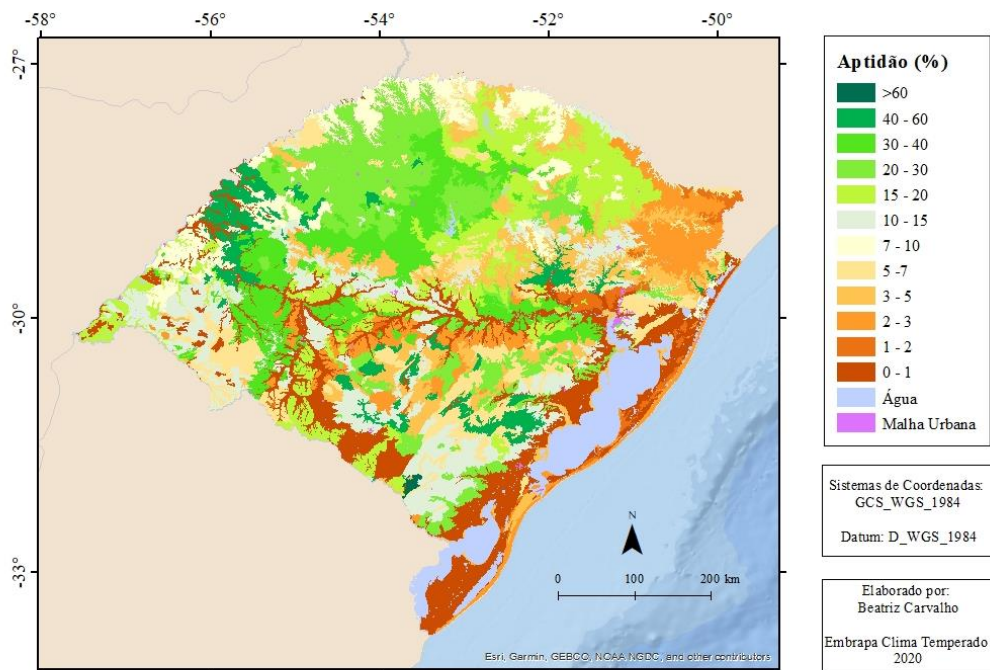 -58°
-56°
-54°
-52°
-50°
-27°
-30°
-33°
N
0 100 200 km
Esri, Garmin, GEBCO, NOAA NGDC, and other contributors
Aptidão (%)
>60
40 - 60
30 - 40
20 - 30
15 - 20
10 - 15
7 - 10
5 -7
3 - 5
2 - 3
1 - 2
0 - 1
Água
Malha Urbana
Sistemas de Coordenadas:
GCS_WGS_1984
Datum: D_WGS_1984
Elaborado por:
Beatriz Carvalho
Embrapa Clima Temperado
2020